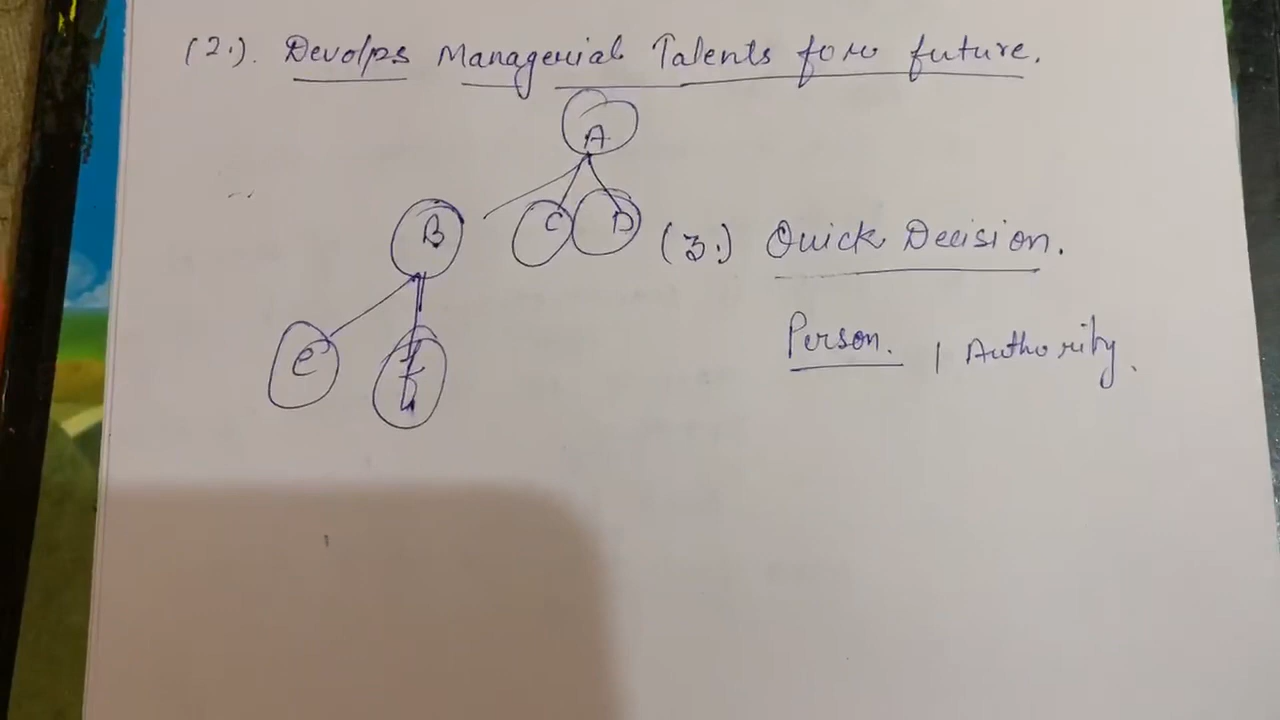 (2.). Devolps Managerial Talents for future.
A
B
C
D
(3.) Quick Decision.
Person. | Authority.
e
f